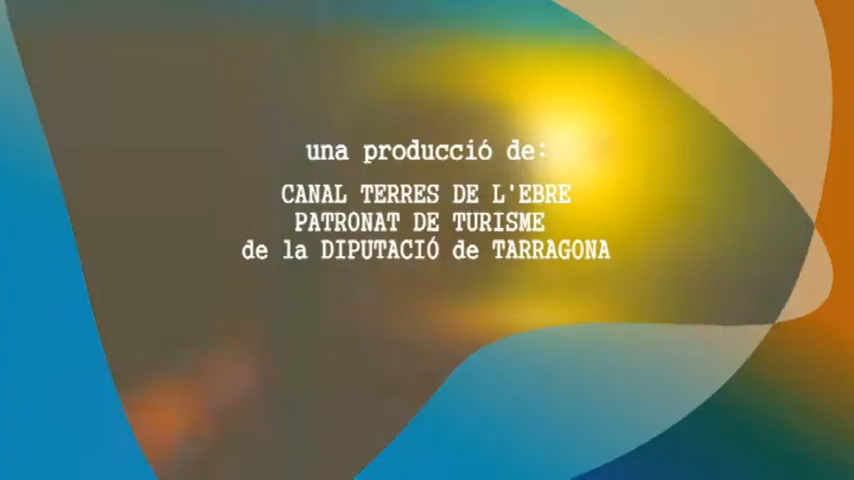 una producció de:
CANAL TERRES DE L'EBRE
PATRONAT DE TURISME
de la DIPUTACIÓ de TARRAGONA